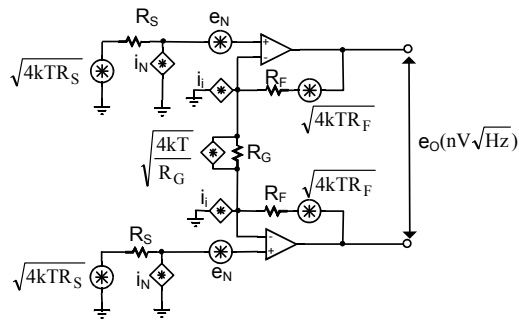 R_S
e_N
√4kTR_S
i_N
+
-
i_i
R_F
√4kTR_F
√4kT/R_G
R_G
e_O(nV√Hz)
√4kTR_F
i_i
R_F
-
+
R_S
√4kTR_S
i_N
e_N